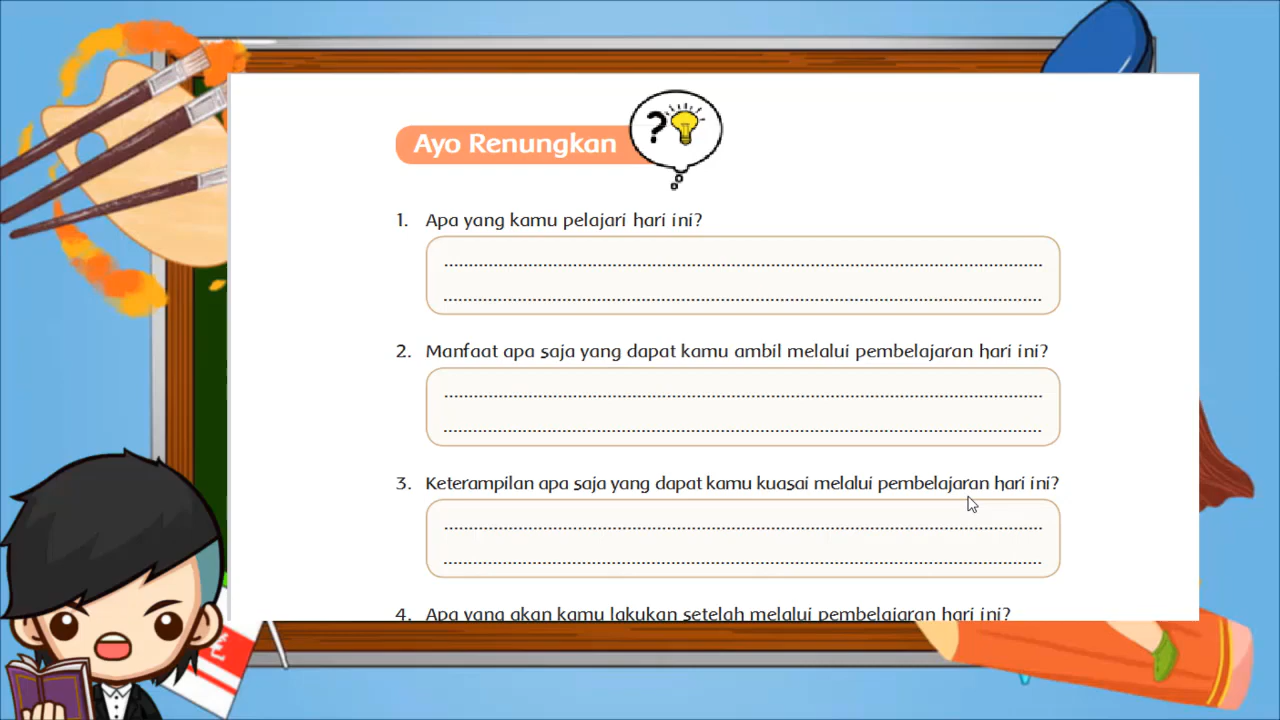 Ayo Renungkan
1. Apa yang kamu pelajari hari ini?
2. Manfaat apa saja yang dapat kamu ambil melalui pembelajaran hari ini?
3. Keterampilan apa saja yang dapat kamu kuasai melalui pembelajaran hari ini?
4. Apa yang akan kamu lakukan setelah melalui pembelajaran hari ini?